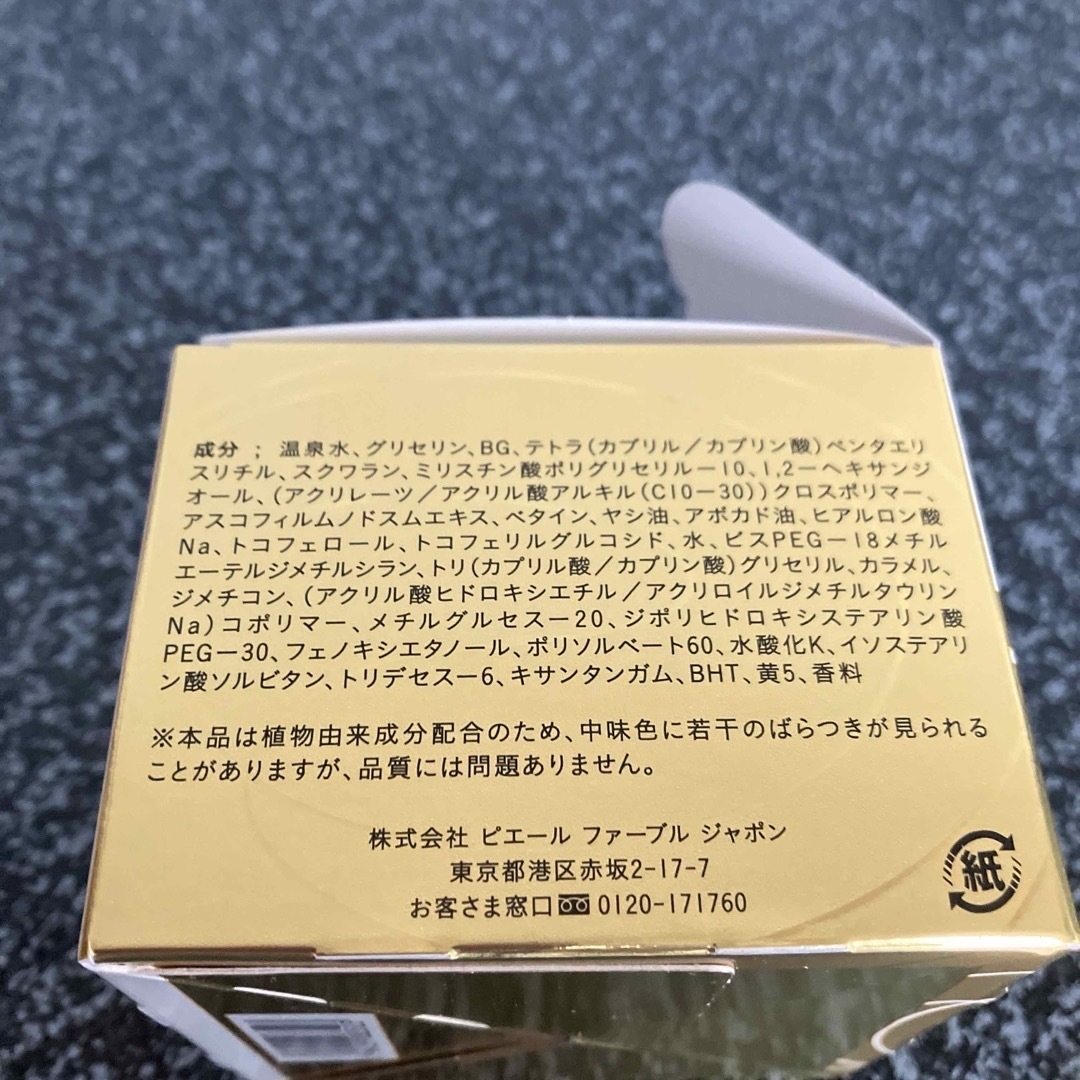 成分 ; 温泉水、グリセリン、BG、テトラ(カプリル/カプリン酸)ペンタエリ
スリチル、スクワラン、ミリスチン酸ポリグリセリル-10、1,2-ヘキサンジ
オール、(アクリレーツ/アクリル酸アルキル(C10-30))クロスポリマー、
アスコフィルムノドスムエキス、ベタイン、ヤシ油、アボカド油、ヒアルロン酸
Na、トコフェロール、トコフェリルグルコシド、水、ビスPEG-18メチル
エーテルジメチルシラン、トリ(カプリル酸/カプリン酸)グリセリル、カラメル、
ジメチコン、(アクリル酸ヒドロキシエチル/アクリロイルジメチルタウリン
Na)コポリマー、メチルグルセス-20、ジポリヒドロキシステアリン酸
PEG-30、フェノキシエタノール、ポリソルベート60、水酸化K、イソステアリ
ン酸ソルビタン、トリデセス-6、キサンタンガム、BHT、黄5、香料
※本品は植物由来成分配合のため、中味色に若干のばらつきが見られる
ことがありますが、品質には問題ありません。
株式会社 ピエール ファーブル ジャポン
東京都港区赤坂2-17-7
お客さま窓口 0120-171760
紙